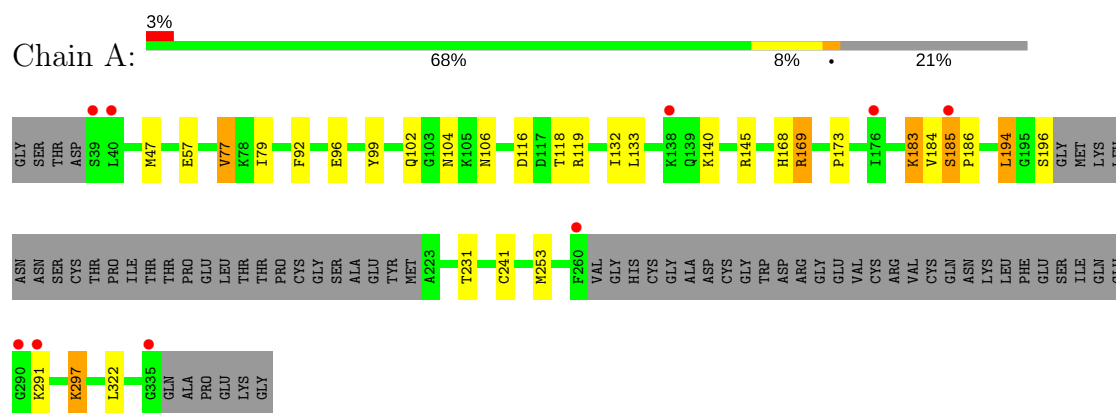 3%
Chain A:
68% 8% • 21%
GLY SER THR ASP S39 L40 M47 E57 V77 K78 I79 F92 E96 Y99 Q102 G103 N104 K105 N106 D116 D117 T118 R119 I132 L133 K138 Q139 K140 R145 H168 R169 P173 I176 K183 V184 S185 P186 L194 G195 S196 GLY MET LYS LEU
ASN ASN SER CYS THR PRO ILE THR THR PRO GLU LEU THR THR PRO CYS GLY SER ALA GLU TYR MET A223 T231 C241 M253 F260 VAL GLY HIS CYS GLY ALA ASP CYS GLY TRP ASP ARG GLY GLU VAL CYS ARG VAL CYS GLN ASN LYS LEU PHE GLU SER ILE GLN
G290 K291 K297 L322 G335 GLN ALA PRO GLU LYS GLY